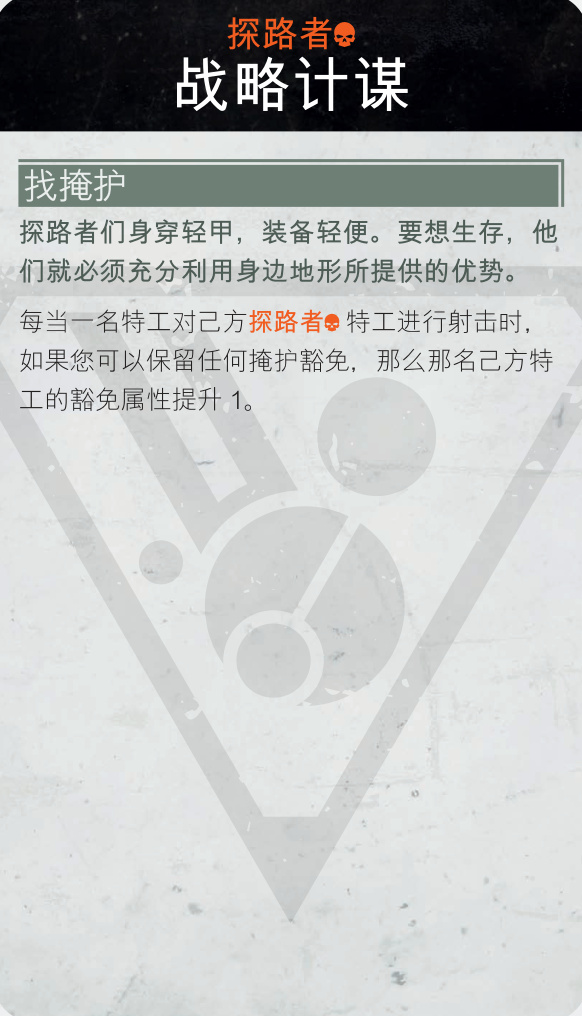 探路者
战略计谋
找掩护
探路者们身穿轻甲，装备轻便。要想生存，他
们就必须充分利用身边地形所提供的优势。
每当一名特工对己方探路者 特工进行射击时，
如果您可以保留任何掩护豁免，那么那名己方特
工的豁免属性提升 1。